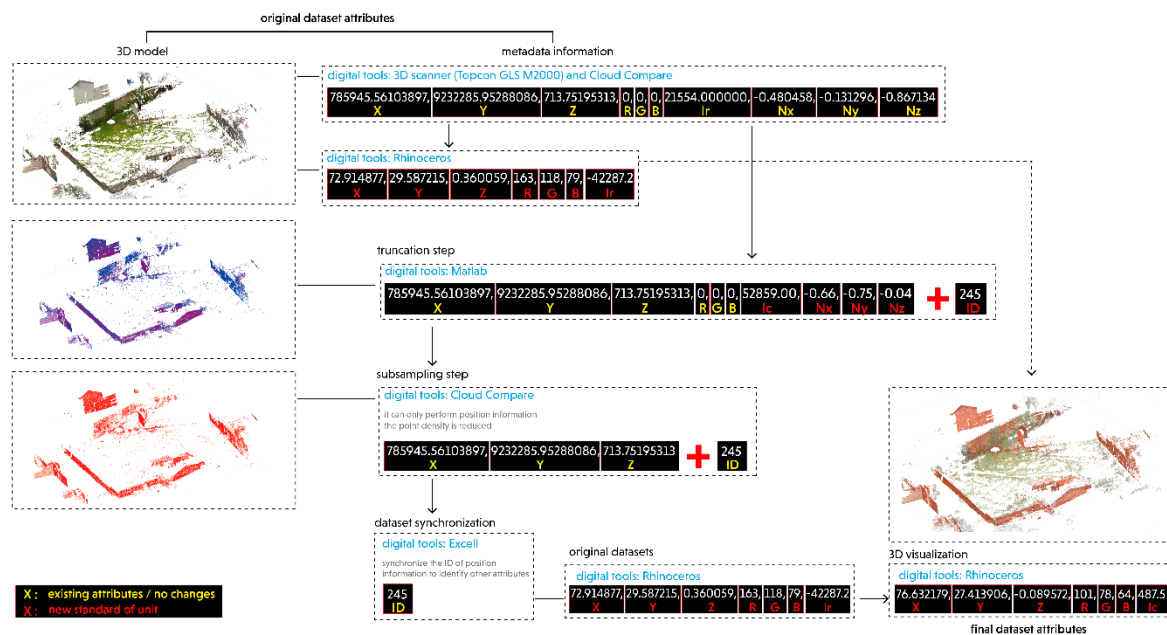 original dataset attributes
3D model
metadata information
digital tools: 3D scanner (Topcon GLS M2000) and Cloud Compare
785945.56103897, 9232285.95288086, 713.75195313, 0, 0, 0, 21554.000000, -0.480458, -0.131296, -0.867134
X Y Z R G B Ir Nx Ny Nz
digital tools: Rhinoceros
72.914877, 29.587215, 0.360059, 163, 118, 79, -42287.2
X Y Z R G B Ir
truncation step
digital tools: Matlab
785945.56103897, 9232285.95288086, 713.75195313, 0, 0, 0, 52859.00, -0.66, -0.75, -0.04 + 245
X Y Z R G B Ic Nx Ny Nz ID
subsampling step
digital tools: Cloud Compare
it can only perform position information
the point density is reduced
785945.56103897, 9232285.95288086, 713.75195313 + 245
X Y Z ID
dataset synchronization
digital tools: Excell
synchronize the ID of position
information to identify other attributes
245
ID
original datasets
digital tools: Rhinoceros
72.914877, 29.587215, 0.360059, 163, 118, 79, -42287.2
X Y Z R G B Ir
3D visualization
digital tools: Rhinoceros
76.632179, 27.413906, -0.089572, 101, 78, 64, 487.5
X Y Z R G B Ic
final dataset attributes
X : existing attributes / no changes
X : new standard of unit